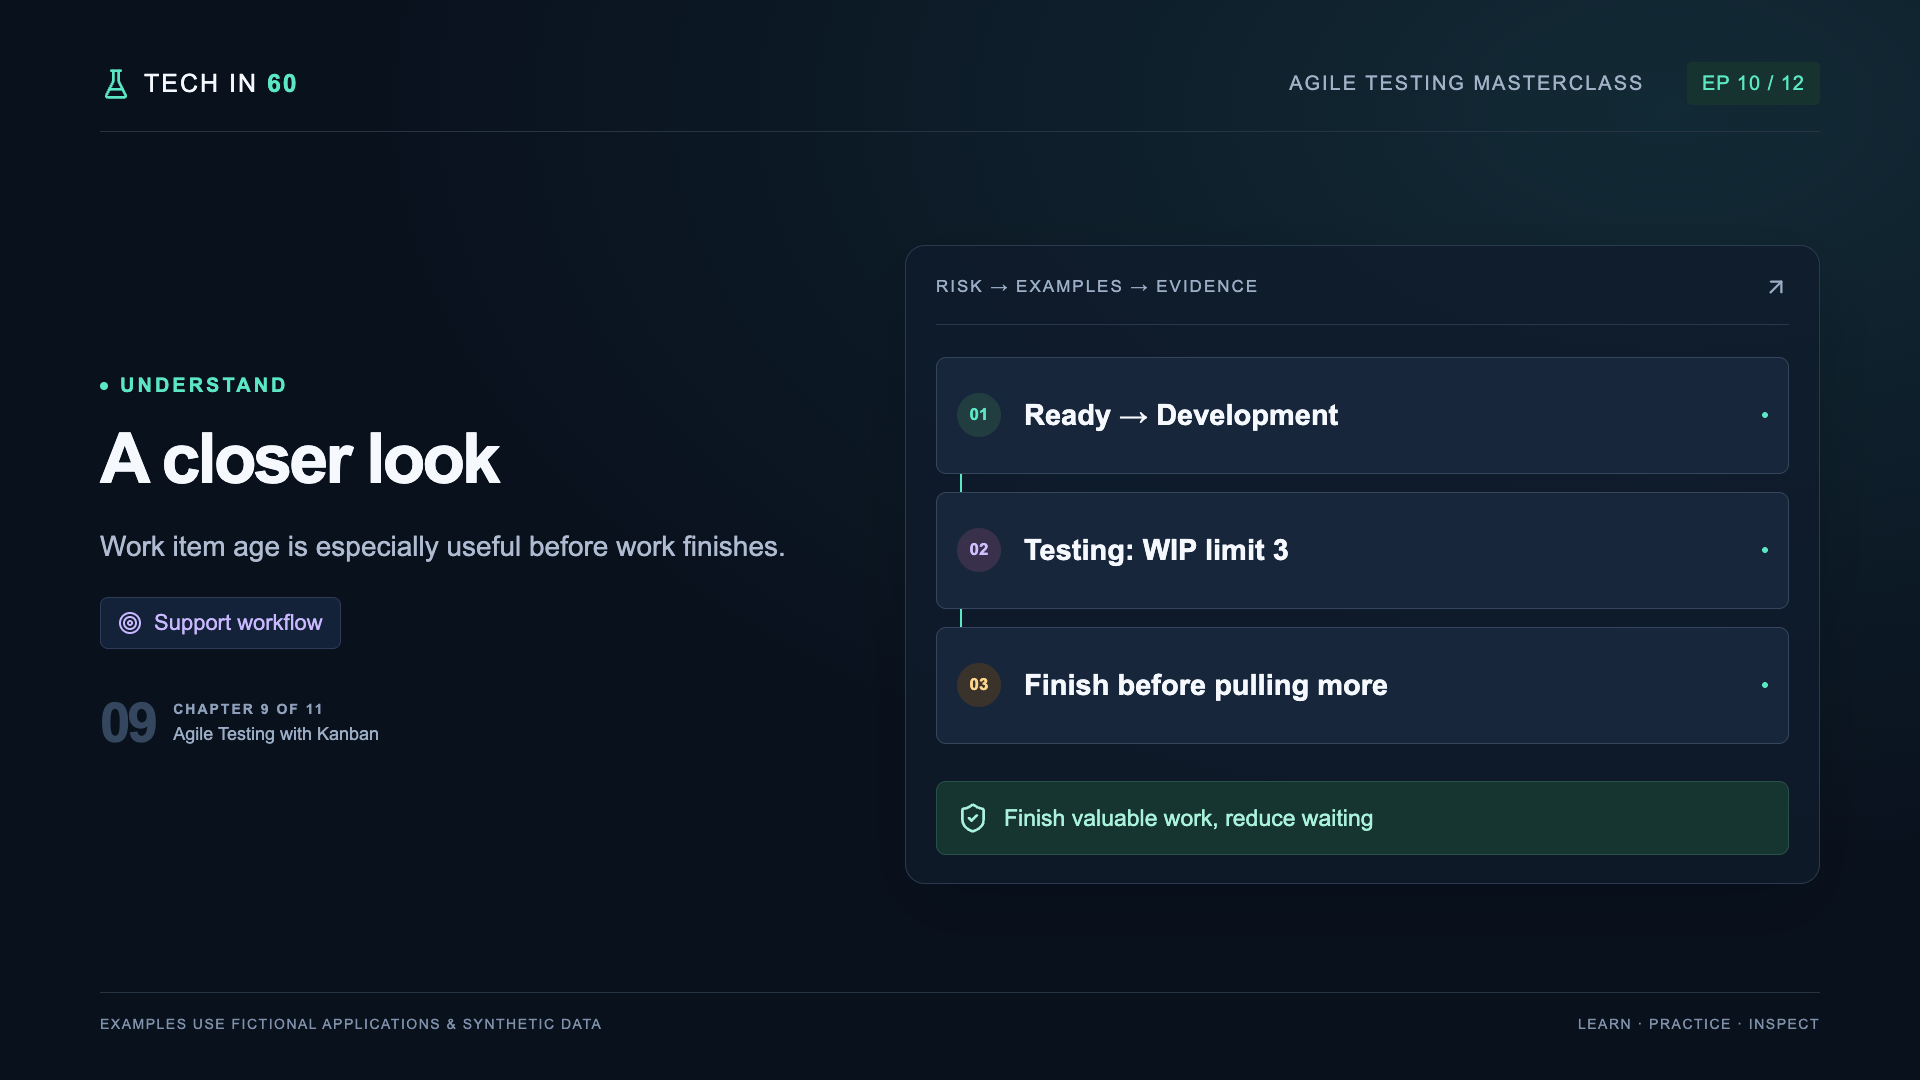 TECH IN 60
AGILE TESTING MASTERCLASS
EP 10 / 12
• UNDERSTAND
A closer look
Work item age is especially useful before work finishes.
Support workflow
09
CHAPTER 9 OF 11
Agile Testing with Kanban
RISK → EXAMPLES → EVIDENCE
01
Ready → Development
02
Testing: WIP limit 3
03
Finish before pulling more
Finish valuable work, reduce waiting
EXAMPLES USE FICTIONAL APPLICATIONS & SYNTHETIC DATA
LEARN · PRACTICE · INSPECT